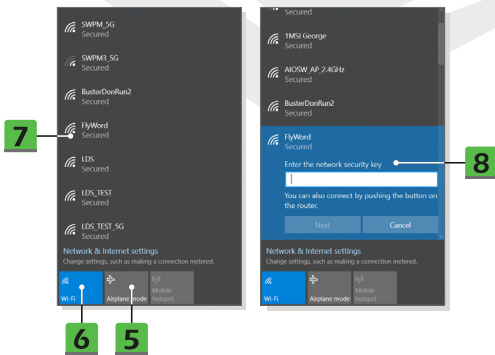 SWPM_5G
Secured
SWPM3_5G
Secured
BusterDonRun2
Secured
FlyWord
Secured
LDS
Secured
LDS_TEST
Secured
LDS_TEST_5G
Secured
Network & Internet settings
Change settings, such as making a connection metered.
Wi-Fi
Airplane mode
Mobile
hotspot
7
6
5
Secured
1MSI George
Secured
AIOSW_AP_2.4GHz
Secured
BusterDonRun2
Secured
FlyWord
Secured
Enter the network security key
You can also connect by pushing the button on
the router.
Next Cancel
Network & Internet settings
Change settings, such as making a connection metered.
Wi-Fi
Airplane mode
Mobile
hotspot
8